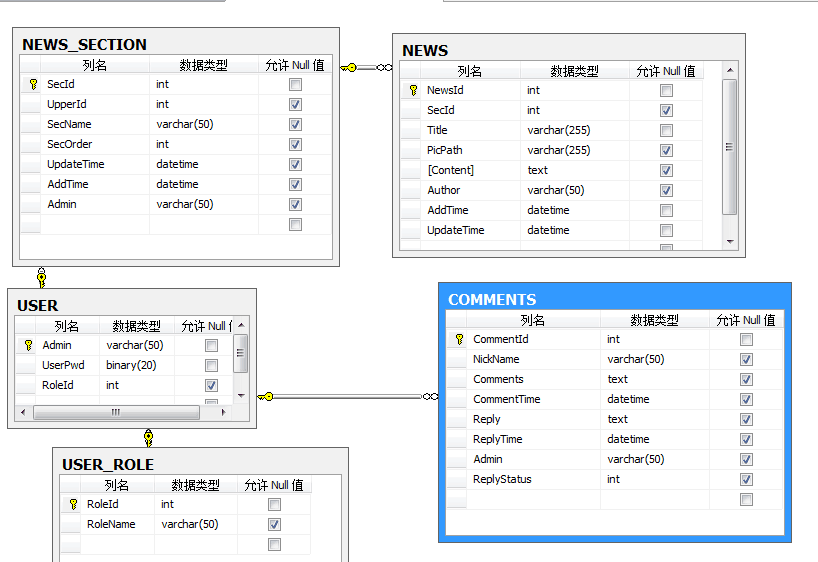 NEWS_SECTION
列名 数据类型 允许 Null 值
SecId int
UpperId int
SecName varchar(50)
SecOrder int
UpdateTime datetime
AddTime datetime
Admin varchar(50)
NEWS
列名 数据类型 允许 Null 值
NewsId int
SecId int
Title varchar(255)
PicPath varchar(255)
[Content] text
Author varchar(50)
AddTime datetime
UpdateTime datetime
USER
列名 数据类型 允许 Null
Admin varchar(50)
UserPwd binary(20)
RoleId int
COMMENTS
列名 数据类型 允许 Null 值
CommentId int
NickName varchar(50)
Comments text
CommentTime datetime
Reply text
ReplyTime datetime
Admin varchar(50)
ReplyStatus int
USER_ROLE
列名 数据类型 允许 Null 值
RoleId int
RoleName varchar(50)